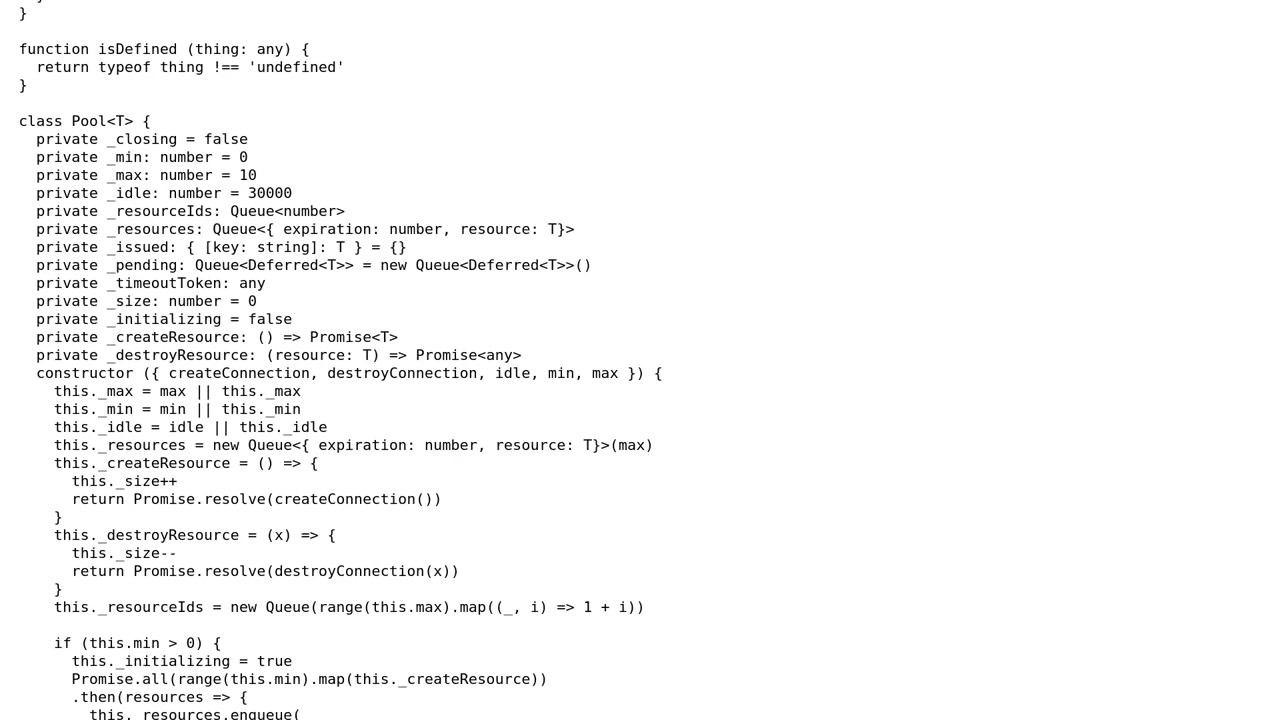 }

function isDefined (thing: any) {
  return typeof thing !== 'undefined'
}

class Pool<T> {
  private _closing = false
  private _min: number = 0
  private _max: number = 10
  private _idle: number = 30000
  private _resourceIds: Queue<number>
  private _resources: Queue<{ expiration: number, resource: T}>
  private _issued: { [key: string]: T } = {}
  private _pending: Queue<Deferred<T>> = new Queue<Deferred<T>>()
  private _timeoutToken: any
  private _size: number = 0
  private _initializing = false
  private _createResource: () => Promise<T>
  private _destroyResource: (resource: T) => Promise<any>
  constructor ({ createConnection, destroyConnection, idle, min, max }) {
    this._max = max || this._max
    this._min = min || this._min
    this._idle = idle || this._idle
    this._resources = new Queue<{ expiration: number, resource: T}>(max)
    this._createResource = () => {
      this._size++
      return Promise.resolve(createConnection())
    }
    this._destroyResource = (x) => {
      this._size--
      return Promise.resolve(destroyConnection(x))
    }
    this._resourceIds = new Queue(range(this.max).map((_, i) => 1 + i))

    if (this.min > 0) {
      this._initializing = true
      Promise.all(range(this.min).map(this._createResource))
      .then(resources => {
        this._resources.enqueue(